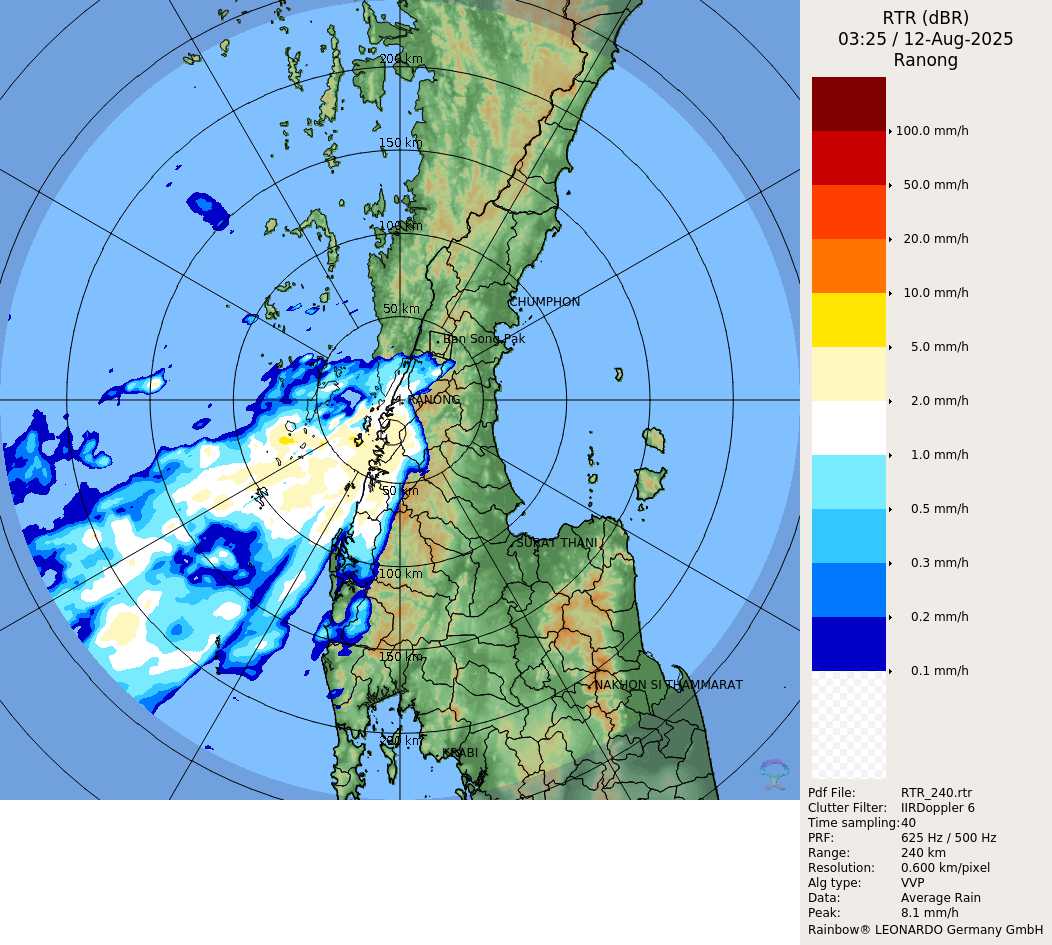 RTR (dBR)
03:25 / 12-Aug-2025
Ranong
100.0 mm/h
50.0 mm/h
20.0 mm/h
10.0 mm/h
5.0 mm/h
2.0 mm/h
1.0 mm/h
0.5 mm/h
0.3 mm/h
0.2 mm/h
0.1 mm/h
200 km
150 km
100 km
50 km
CHUMPHON
Ban Song Pak
RANONG
50 km
SURAT THANI
100 km
150 km
NAKHON SI THAMMARAT
200 km
KRABI
Pdf File: RTR_240.rtr
Clutter Filter: IIRDoppler 6
Time sampling: 40
PRF: 625 Hz / 500 Hz
Range: 240 km
Resolution: 0.600 km/pixel
Alg type: VVP
Data: Average Rain
Peak: 8.1 mm/h
Rainbow® LEONARDO Germany GmbH